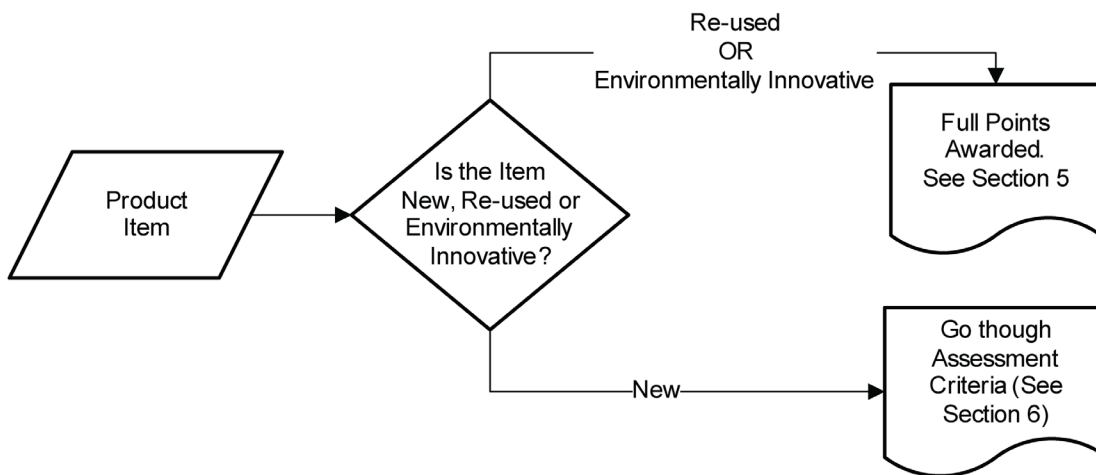 Re-used
OR
Environmentally Innovative
Full Points
Awarded.
See Section 5
Product
Item
Is the Item
New, Re-used or
Environmentally
Innovative?
Go though
Assessment
Criteria (See
Section 6)
New